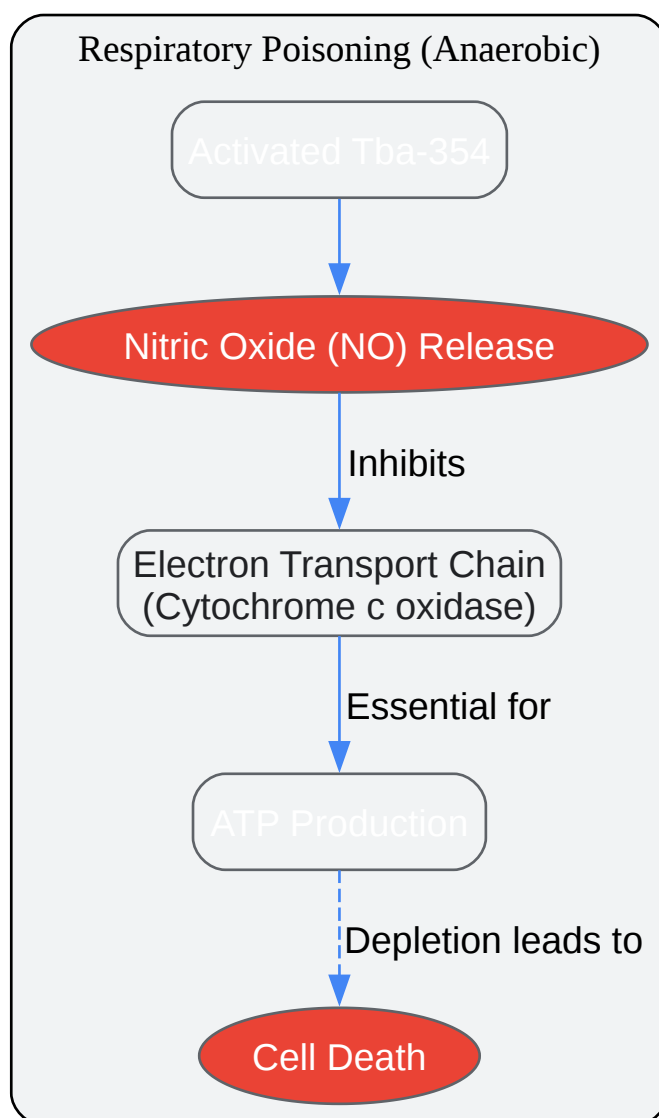 Respiratory Poisoning (Anaerobic)
Activated Tba-354
Nitric Oxide (NO) Release
Inhibits
Electron Transport Chain
(Cytochrome c oxidase)
Essential for
ATP Production
Depletion leads to
Cell Death